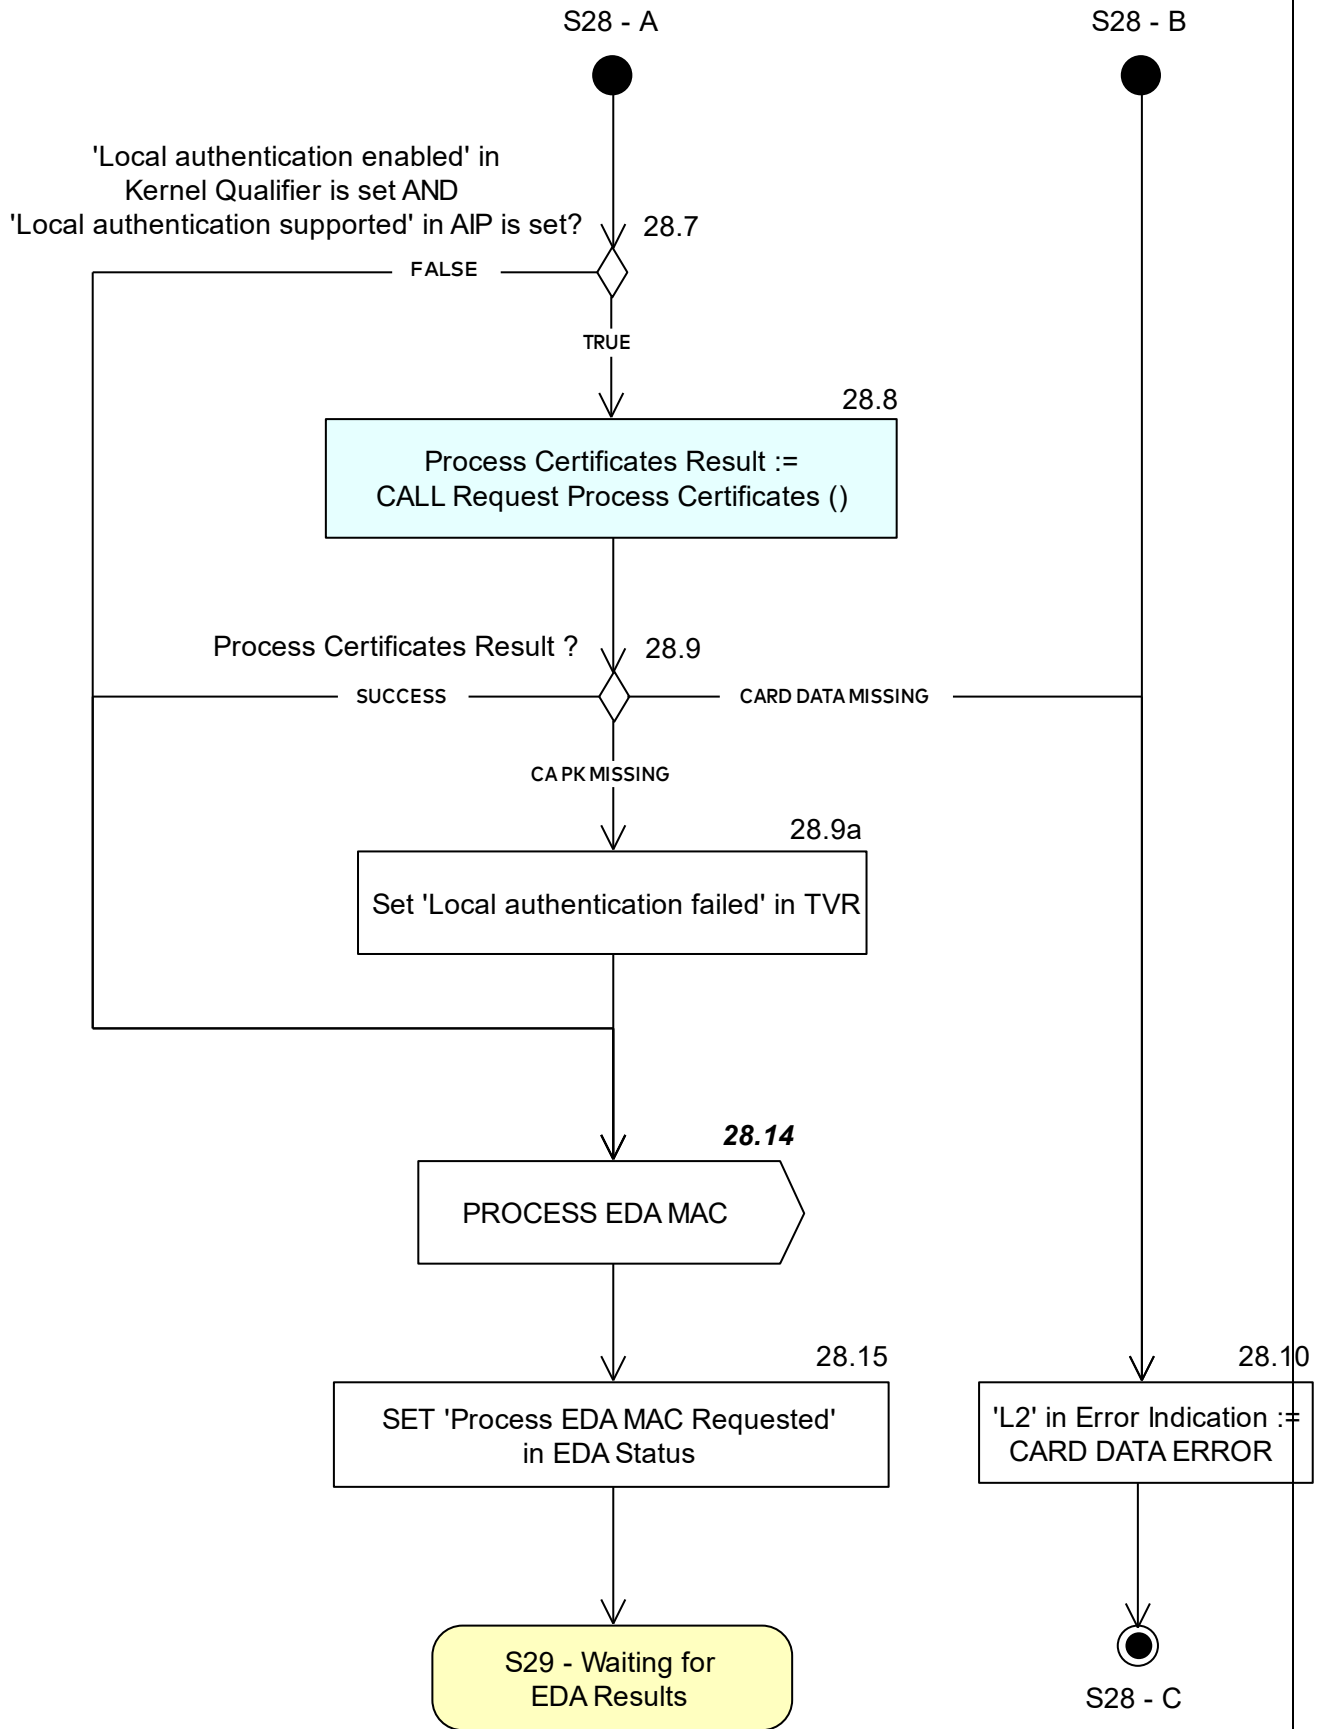 S28 - A
S28 - B
'Local authentication enabled' in
Kernel Qualifier is set AND
'Local authentication supported' in AIP is set?
28.7
FALSE
TRUE
28.8
Process Certificates Result :=
CALL Request Process Certificates ()
Process Certificates Result ?
28.9
SUCCESS
CARD DATA MISSING
CA PK MISSING
28.9a
Set 'Local authentication failed' in TVR
28.14
PROCESS EDA MAC
28.15
SET 'Process EDA MAC Requested'
in EDA Status
28.10
'L2' in Error Indication :=
CARD DATA ERROR
S29 - Waiting for
EDA Results
S28 - C